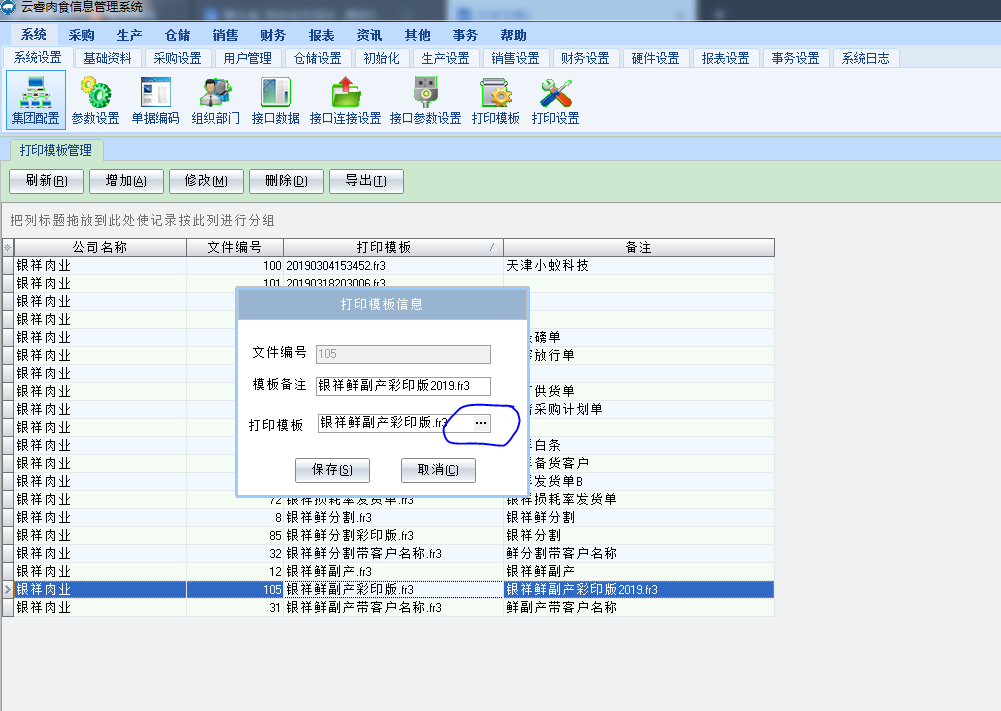 云睿肉食信息管理系统
系统 采购 生产 仓储 销售 财务 报表 资讯 其他 事务 帮助
系统设置 基础资料 采购设置 用户管理 仓储设置 初始化 生产设置 销售设置 财务设置 硬件设置 报表设置 事务设置 系统日志
集团配置 参数设置 单据编码 组织部门 接口数据 接口连接设置 接口参数设置 打印模板 打印设置
打印模板管理
刷新(R) 增加(A) 修改(M) 删除(D) 导出(T)
把列标题拖放到此处使记录按此列进行分组
公司名称 文件编号 打印模板 备注
银祥肉业 100 20190304153452.fr3 天津小蚁科技
银祥肉业 101 20190318203006.fr3
银祥肉业
打印模板信息
银祥肉业
银祥肉业 磅单
文件编号 105
银祥肉业 放行单
银祥肉业
模板备注 银祥鲜副产彩印版2019.fr3
银祥肉业 供货单
银祥肉业 采购计划单
打印模板 银祥鲜副产彩印版.fr3 ...
银祥肉业
银祥肉业 白条
银祥肉业 备货客户
保存(S) 取消(C)
银祥肉业 发货单B
银祥肉业 72 银祥损耗率发货单.fr3 银祥损耗率发货单
银祥肉业 8 银祥鲜分割.fr3 银祥鲜分割
银祥肉业 85 银祥鲜分割彩印版.fr3 银祥分割
银祥肉业 32 银祥鲜分割带客户名称.fr3 鲜分割带客户名称
银祥肉业 12 银祥鲜副产.fr3 银祥鲜副产
银祥肉业 105 银祥鲜副产彩印版.fr3 银祥鲜副产彩印版2019.fr3
银祥肉业 31 银祥鲜副产带客户名称.fr3 鲜副产带客户名称